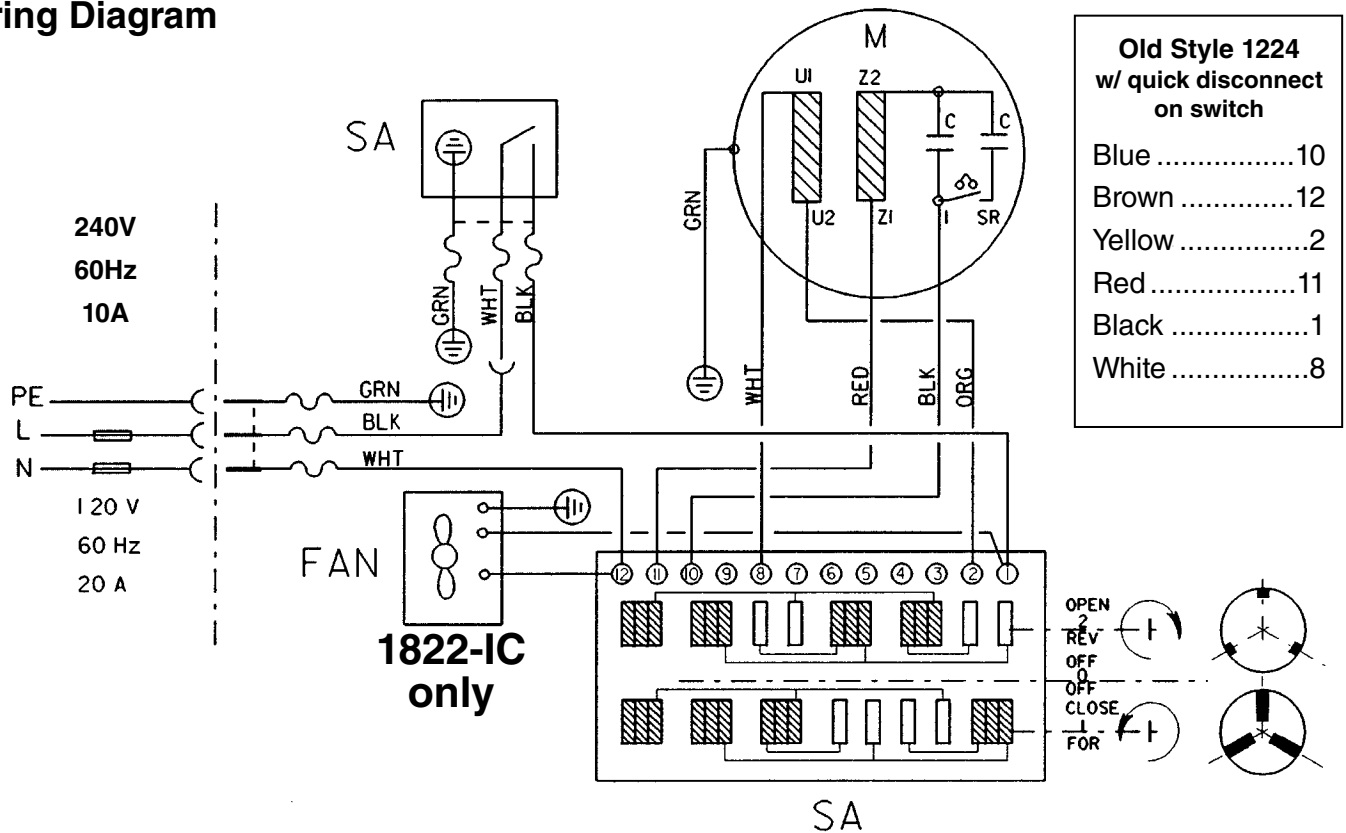 ring Diagram
M
U1
Z2
C
C
U2
Z1
1
SR
GRN
SA
GRN
WHT
BLK
240V
60Hz
10A
PE
L
N
GRN
BLK
WHT
120 V
60 Hz
20 A
WHT
RED
BLK
ORG
Old Style 1224
w/ quick disconnect
on switch
Blue .................10
Brown ............12
Yellow ...............2
Red .................11
Black ................1
White ................8
FAN
1822-IC
only
12 11 10 9 8 7 6 5 4 3 2 1
OPEN
2
REV
OFF
0
OFF
CLOSE
1
FOR
SA